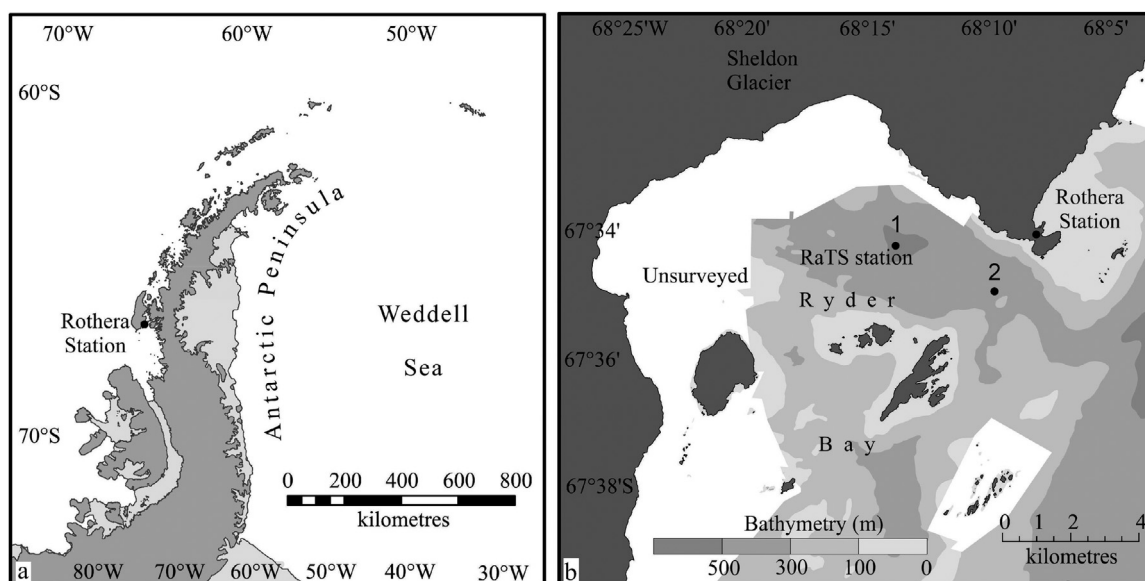 70°W 60°W 50°W
60°S
Antarctic Peninsula
Rothera
Station
Weddell
Sea
70°S
0 200 400 600 800
kilometres
a
80°W 70°W 60°W 50°W 40°W 30°W
68°25'W 68°20' 68°15' 68°10' 68°5'
Sheldon
Glacier
Rothera
Station
67°34'
1
RaTS station
2
Unsurveyed
Ryder
67°36'
Bay
67°38'S
Bathymetry (m)
500 300 100 0
0 1 2 4
kilometres
b